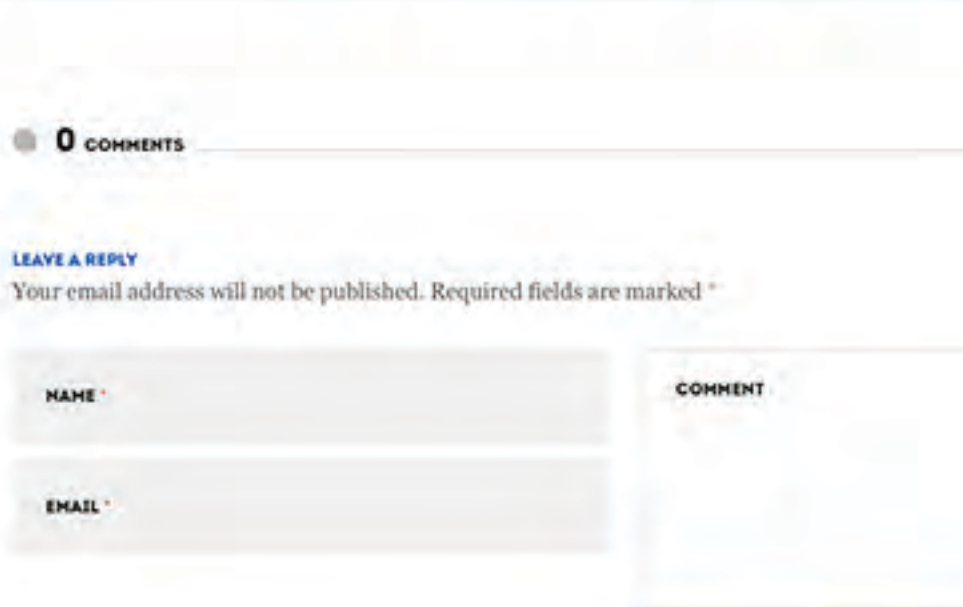 0 COMMENTS
LEAVE A REPLY
Your email address will not be published. Required fields are marked *
NAME *
COMMENT
EMAIL *